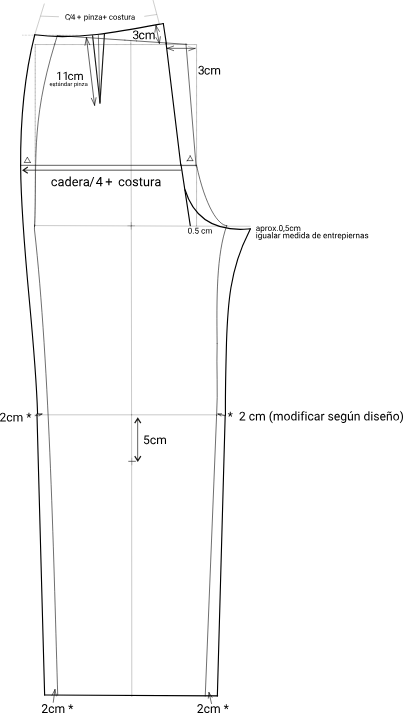 C/4 + pinza+ costura
3cm
3cm
11cm
estándar pinza
△
△
cadera/4 + costura
0.5 cm
aprox.0,5cm
igualar medida de entrepiernas
2cm *
* 2 cm (modificar según diseño)
5cm
2cm *
2cm *